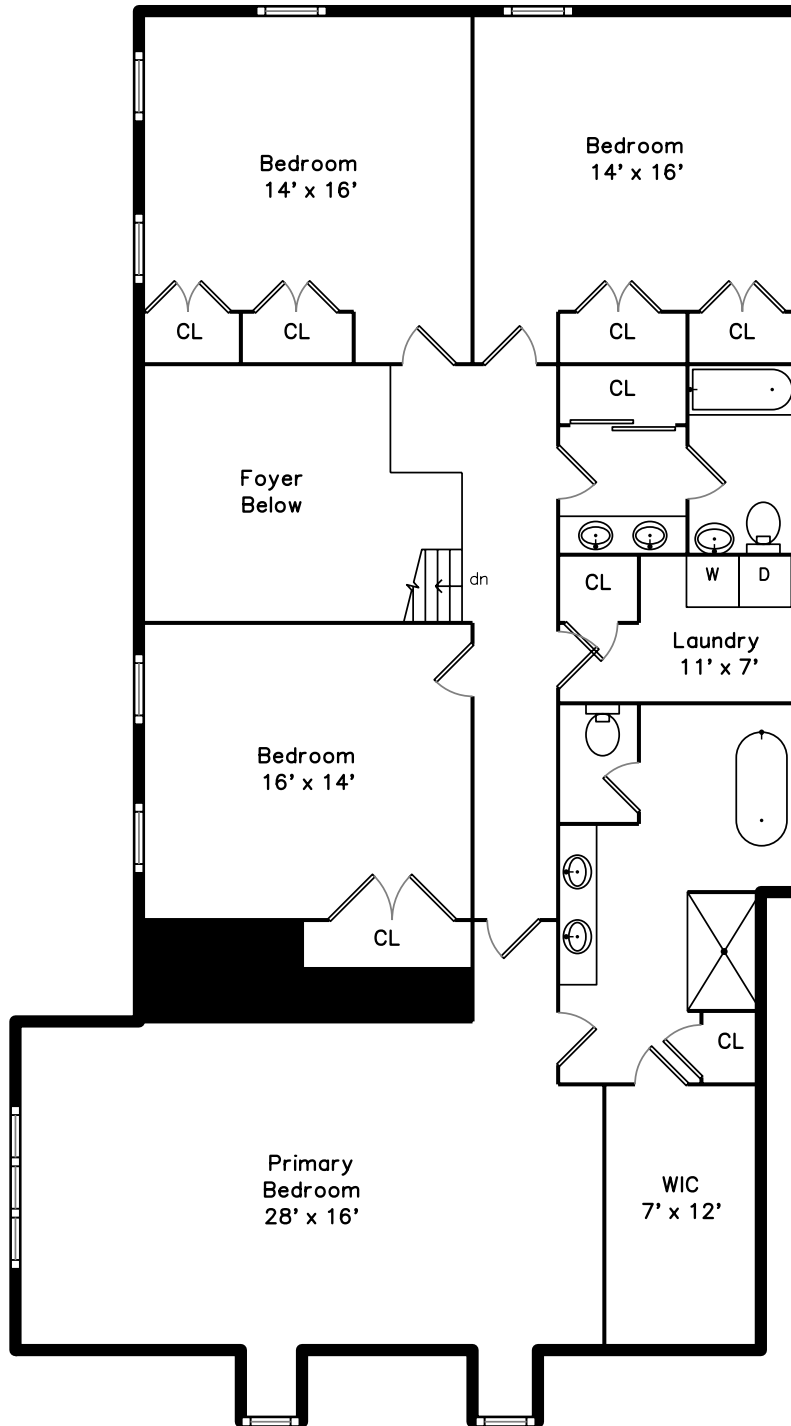 Bedroom
14' x 16'
Bedroom
14' x 16'
CL
CL
CL
CL
CL
Foyer
Below
dn
CL
W
D
Laundry
11' x 7'
Bedroom
16' x 14'
CL
CL
Primary
Bedroom
28' x 16'
WIC
7' x 12'